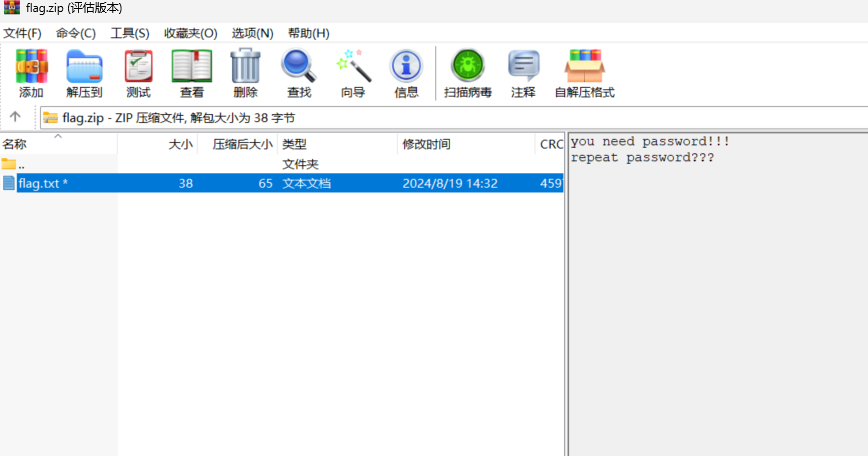 flag.zip (评估版本)
文件(F) 命令(C) 工具(S) 收藏夹(O) 选项(N) 帮助(H)
添加 解压到 测试 查看 删除 查找 向导 信息 扫描病毒 注释 自解压格式
flag.zip - ZIP 压缩文件, 解包大小为 38 字节
名称 大小 压缩后大小 类型 修改时间 CRC
.. 文件夹
flag.txt * 38 65 文本文档 2024/8/19 14:32 459
you need password!!!
repeat password???